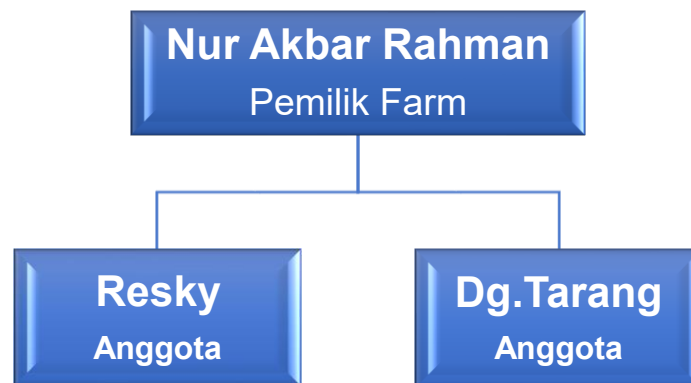 Nur Akbar Rahman
Pemilik Farm
Resky
Anggota
Dg.Tarang
Anggota